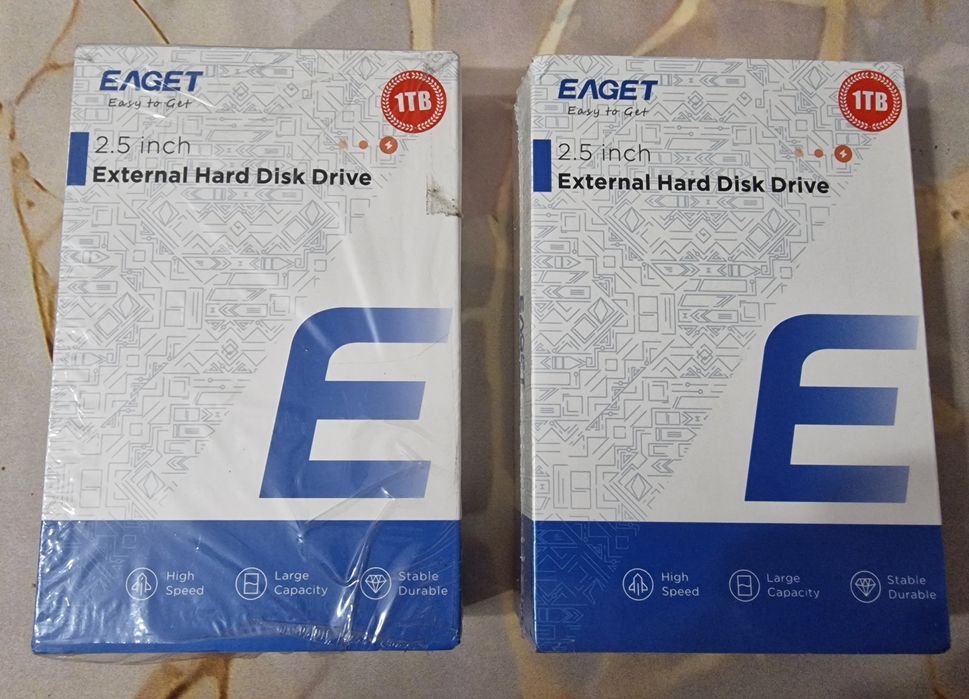 EAGET
Easy to Get
1TB
2.5 inch
External Hard Disk Drive
E
High
Speed
Large
Capacity
Stable
Durable
EAGET
Easy to Get
1TB
2.5 inch
External Hard Disk Drive
EAGET
E
High
Speed
Large
Capacity
Stable
Durable